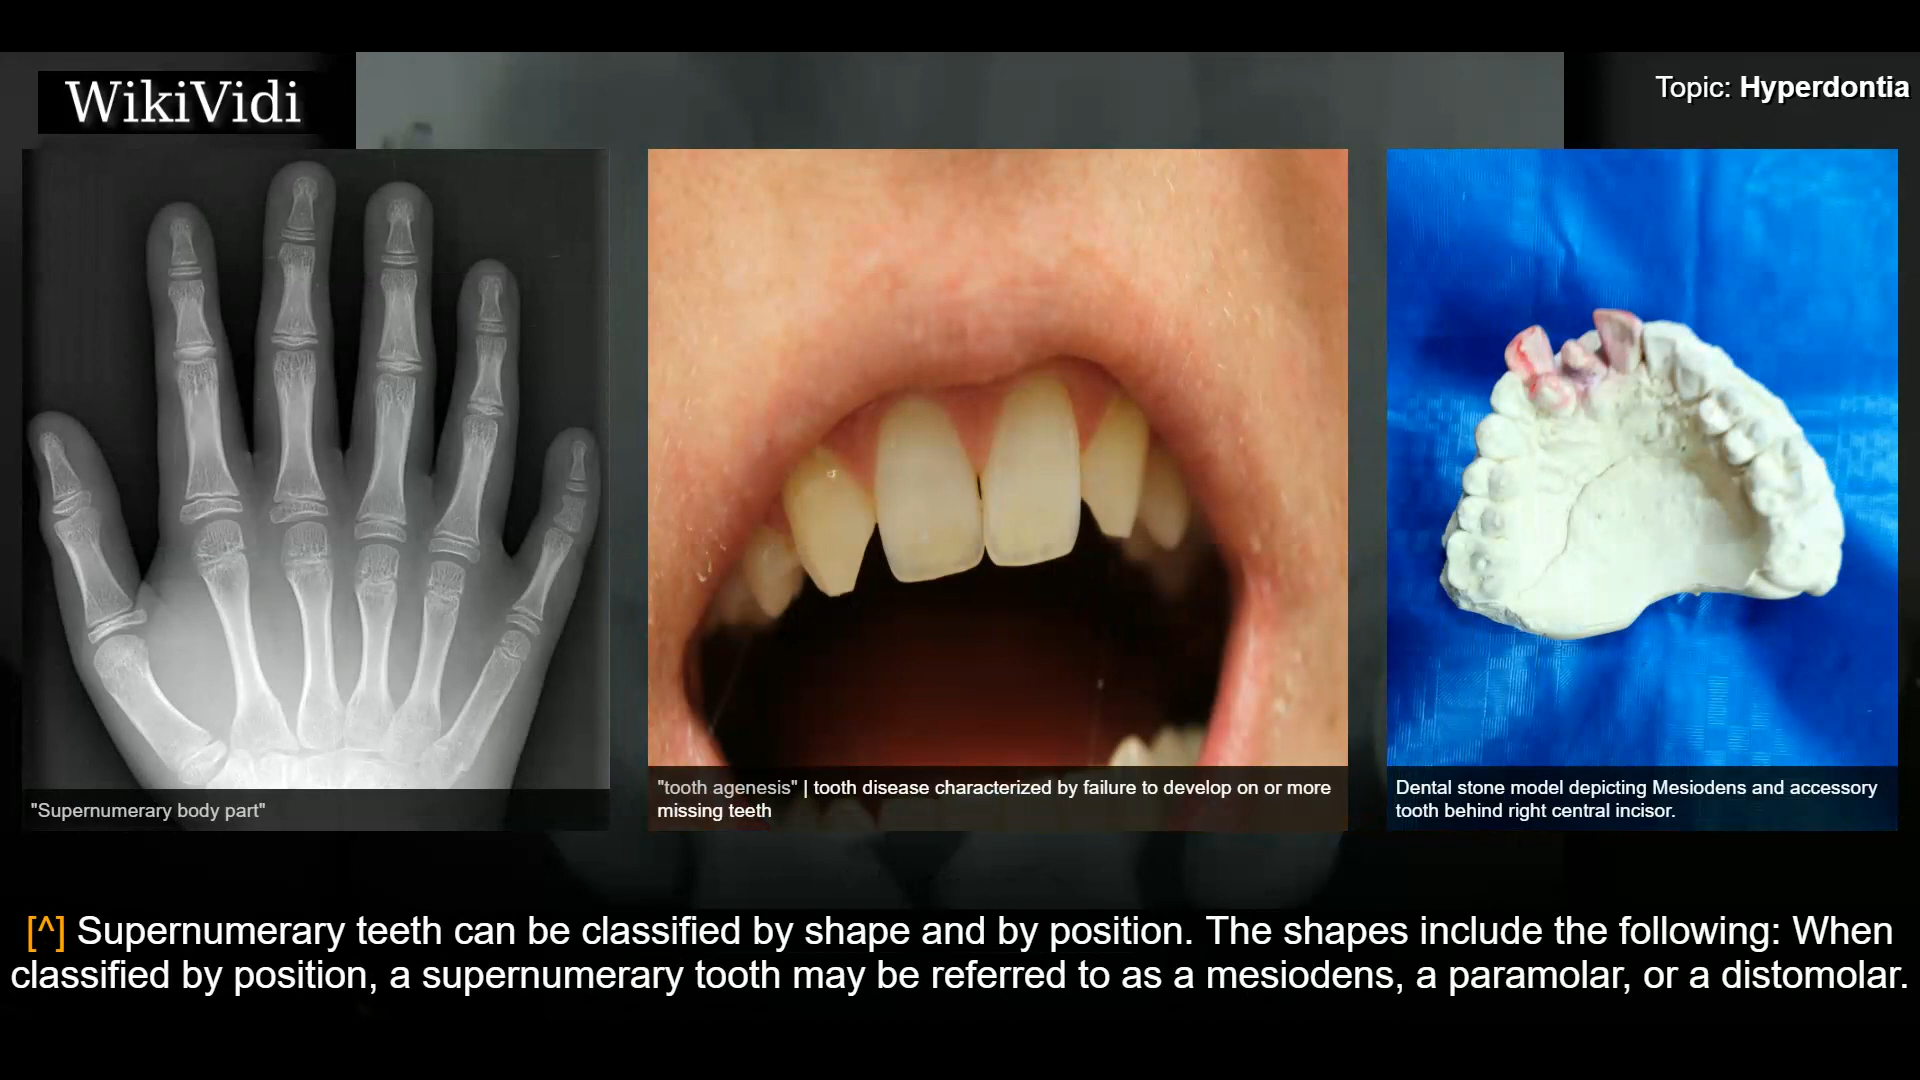 WikiVidi
Topic: Hyperdontia
"Supernumerary body part"
"tooth agenesis" | tooth disease characterized by failure to develop on or more
missing teeth
Dental stone model depicting Mesiodens and accessory
tooth behind right central incisor.
[^] Supernumerary teeth can be classified by shape and by position. The shapes include the following: When
classified by position, a supernumerary tooth may be referred to as a mesiodens, a paramolar, or a distomolar.